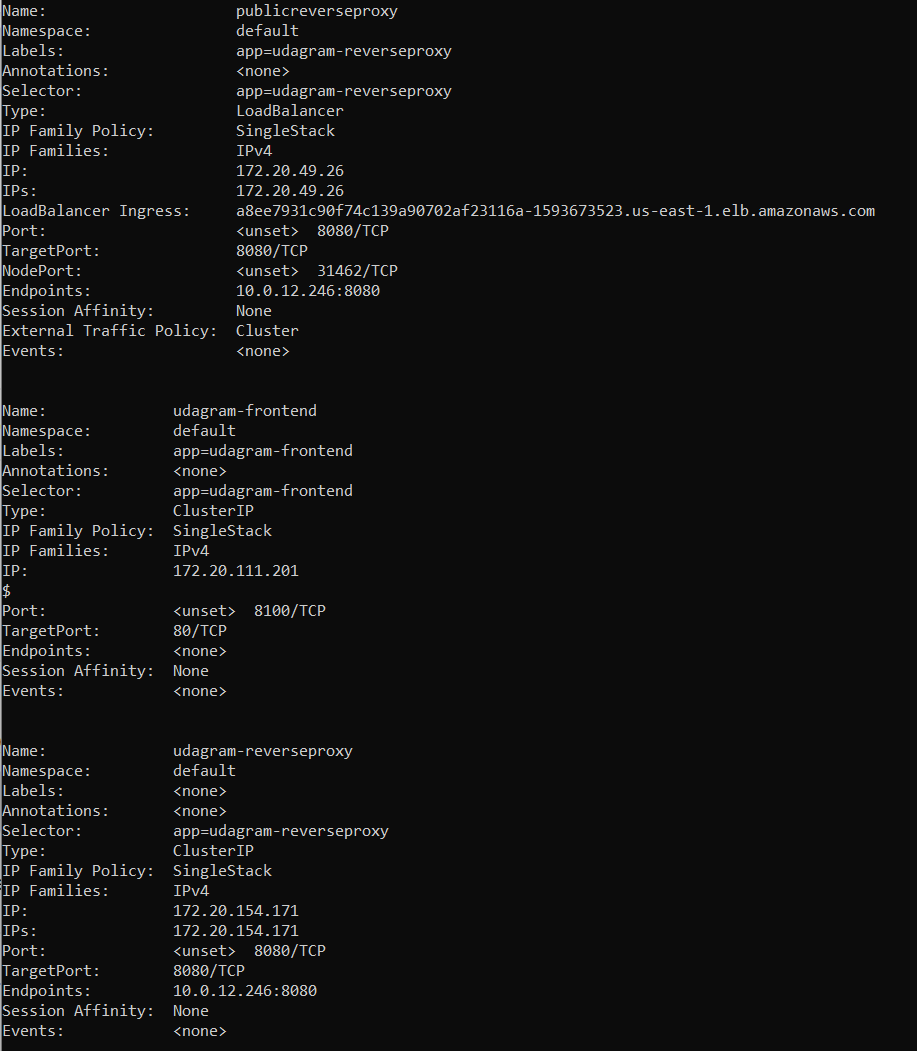 Name:                     publicreverseproxy
Namespace:                default
Labels:                   app=udagram-reverseproxy
Annotations:              <none>
Selector:                 app=udagram-reverseproxy
Type:                     LoadBalancer
IP Family Policy:         SingleStack
IP Families:              IPv4
IP:                       172.20.49.26
IPs:                      172.20.49.26
LoadBalancer Ingress:     a8ee7931c90f74c139a90702af23116a-1593673523.us-east-1.elb.amazonaws.com
Port:                     <unset>  8080/TCP
TargetPort:               8080/TCP
NodePort:                 <unset>  31462/TCP
Endpoints:                10.0.12.246:8080
Session Affinity:         None
External Traffic Policy:  Cluster
Events:                   <none>


Name:              udagram-frontend
Namespace:         default
Labels:            app=udagram-frontend
Annotations:       <none>
Selector:          app=udagram-frontend
Type:              ClusterIP
IP Family Policy:  SingleStack
IP Families:       IPv4
IP:                172.20.111.201
$
Port:              <unset>  8100/TCP
TargetPort:        80/TCP
Endpoints:         <none>
Session Affinity:  None
Events:            <none>


Name:              udagram-reverseproxy
Namespace:         default
Labels:            <none>
Annotations:       <none>
Selector:          app=udagram-reverseproxy
Type:              ClusterIP
IP Family Policy:  SingleStack
IP Families:       IPv4
IP:                172.20.154.171
IPs:               172.20.154.171
Port:              <unset>  8080/TCP
TargetPort:        8080/TCP
Endpoints:         10.0.12.246:8080
Session Affinity:  None
Events:            <none>